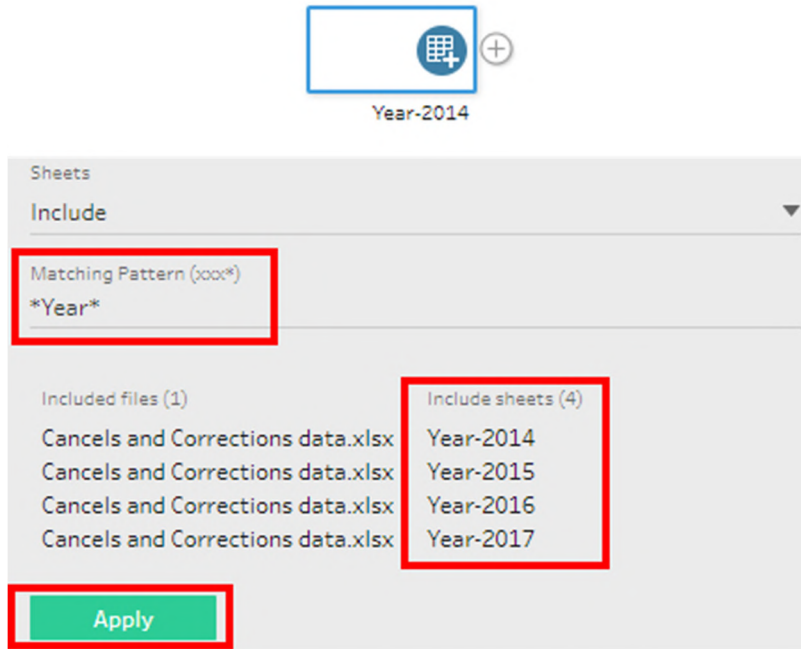 Year-2014
Sheets
Include
Matching Pattern (xxx*)
*Year*
Included files (1) Include sheets (4)
Cancels and Corrections data.xlsx Year-2014
Cancels and Corrections data.xlsx Year-2015
Cancels and Corrections data.xlsx Year-2016
Cancels and Corrections data.xlsx Year-2017
Apply